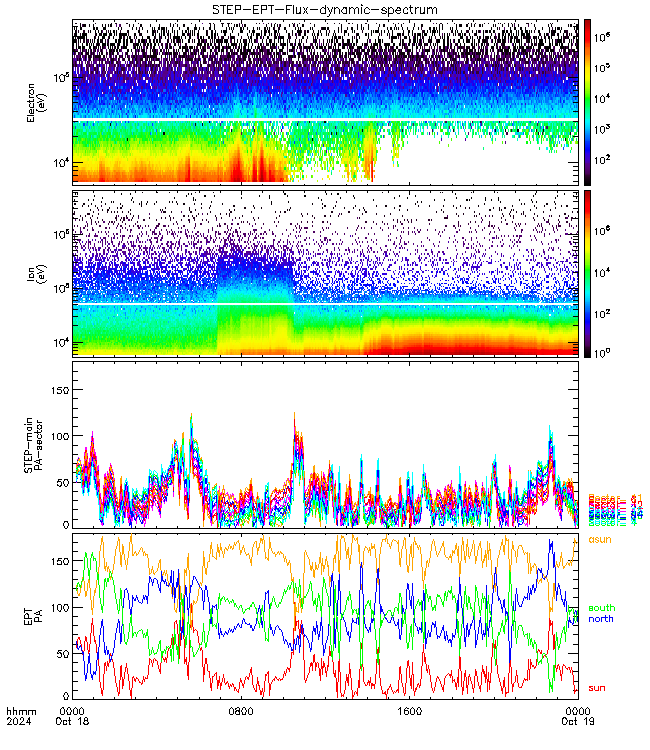 STEP-EPT-Flux-dynamic-spectrum
Electron
(eV)
10⁵
10⁴
10⁶
10⁵
10⁴
10³
10²
Ion
(eV)
10⁶
10⁵
10⁴
10⁶
10⁴
10²
10⁰
STEP-main
PA-sector
150
100
50
0
EPT
PA
150
100
50
0
asun
south
north
sun
hhmm
2024
0000
Oct 18
0800
1600
0000
Oct 19